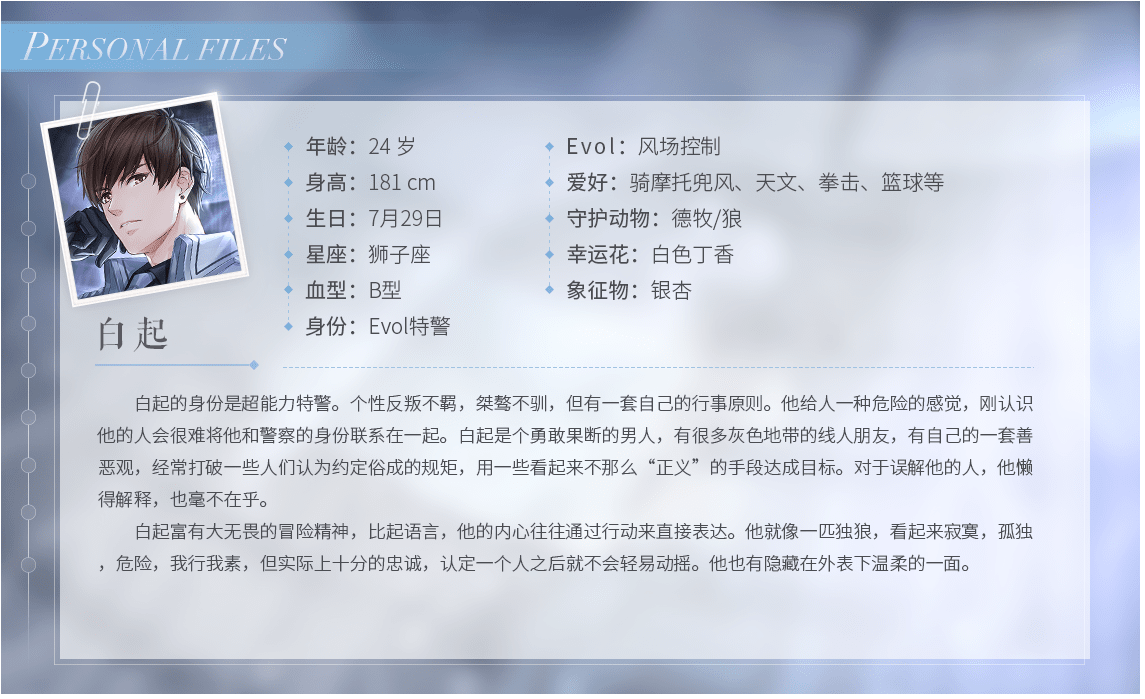 PERSONAL FILES
年龄：24 岁
身高：181 cm
生日：7月29日
星座：狮子座
血型：B型
身份：Evol特警
Evol：风场控制
爱好：骑摩托兜风、天文、拳击、篮球等
守护动物：德牧/狼
幸运花：白色丁香
象征物：银杏
白起
白起的身份是超能力特警。个性反叛不羁，桀骜不驯，但有一套自己的行事原则。他给人一种危险的感觉，刚认识
他的人会很难将他和警察的身份联系在一起。白起是个勇敢果断的男人，有很多灰色地带的线人朋友，有自己的一套善
恶观，经常打破一些人们认为约定俗成的规矩，用一些看起来不那么“正义”的手段达成目标。对于误解他的人，他懒
得解释，也毫不在乎。
白起富有大无畏的冒险精神，比起语言，他的内心往往通过行动来直接表达。他就像一匹独狼，看起来寂寞，孤独
，危险，我行我素，但实际上十分的忠诚，认定一个人之后就不会轻易动摇。他也有隐藏在外表下温柔的一面。